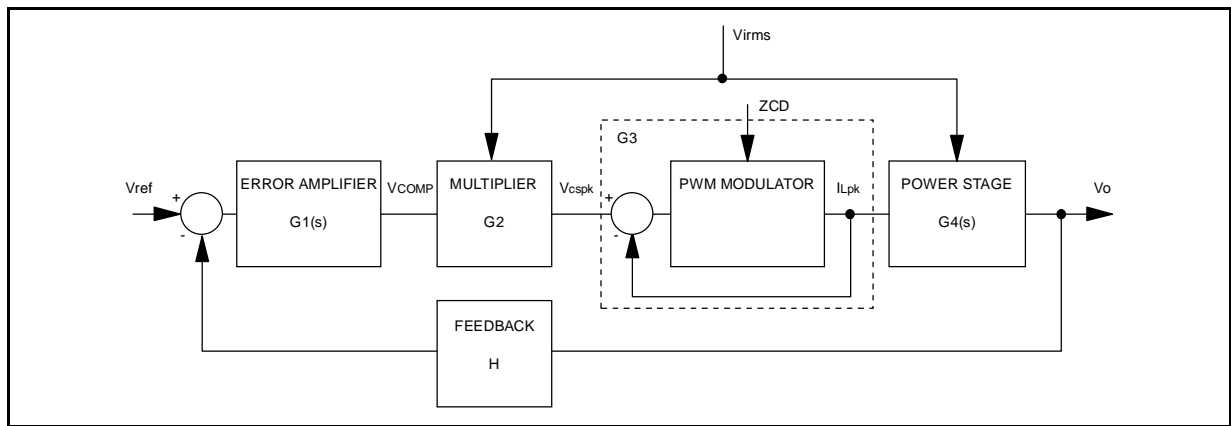 Virms
ZCD
G3
Vref
+
-
ERROR AMPLIFIER
G1(s)
VCOMP
MULTIPLIER
G2
Vcspk
+
-
PWM MODULATOR
ILpk
POWER STAGE
G4(s)
Vo
FEEDBACK
H